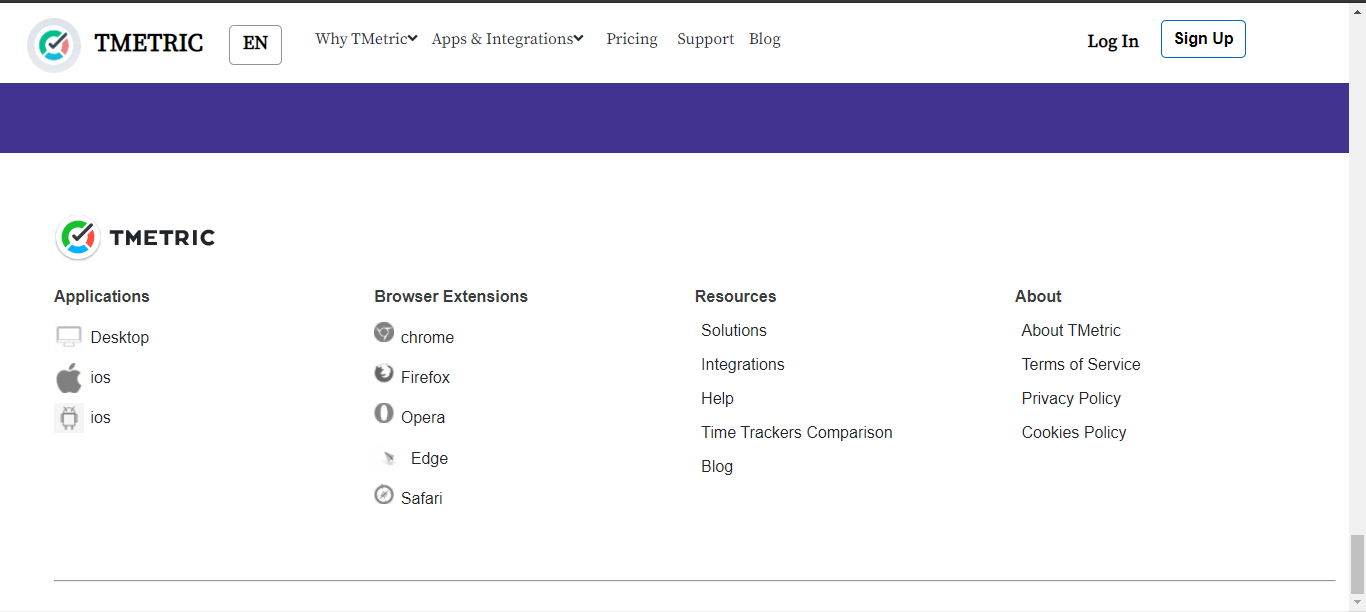 TMETRIC EN Why TMetric Apps & Integrations Pricing Support Blog Log In Sign Up
TMETRIC
Applications
Desktop
ios
ios
Browser Extensions
chrome
Firefox
Opera
Edge
Safari
Resources
Solutions
Integrations
Help
Time Trackers Comparison
Blog
About
About TMetric
Terms of Service
Privacy Policy
Cookies Policy